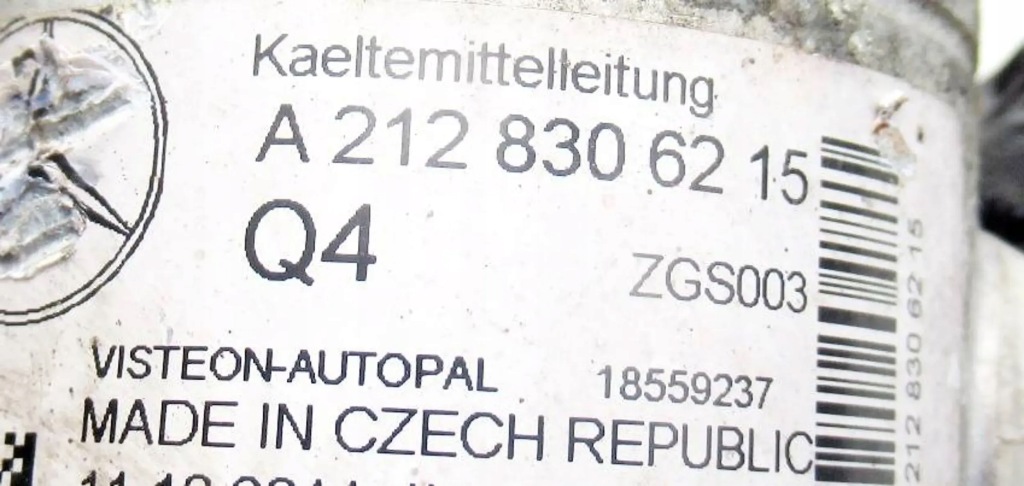 Kaeltemittelleitung
A 212 830 62 15
Q4
ZGS003
VISTEON-AUTOPAL 18559237
MADE IN CZECH REPUBLIC
212 830 62 15